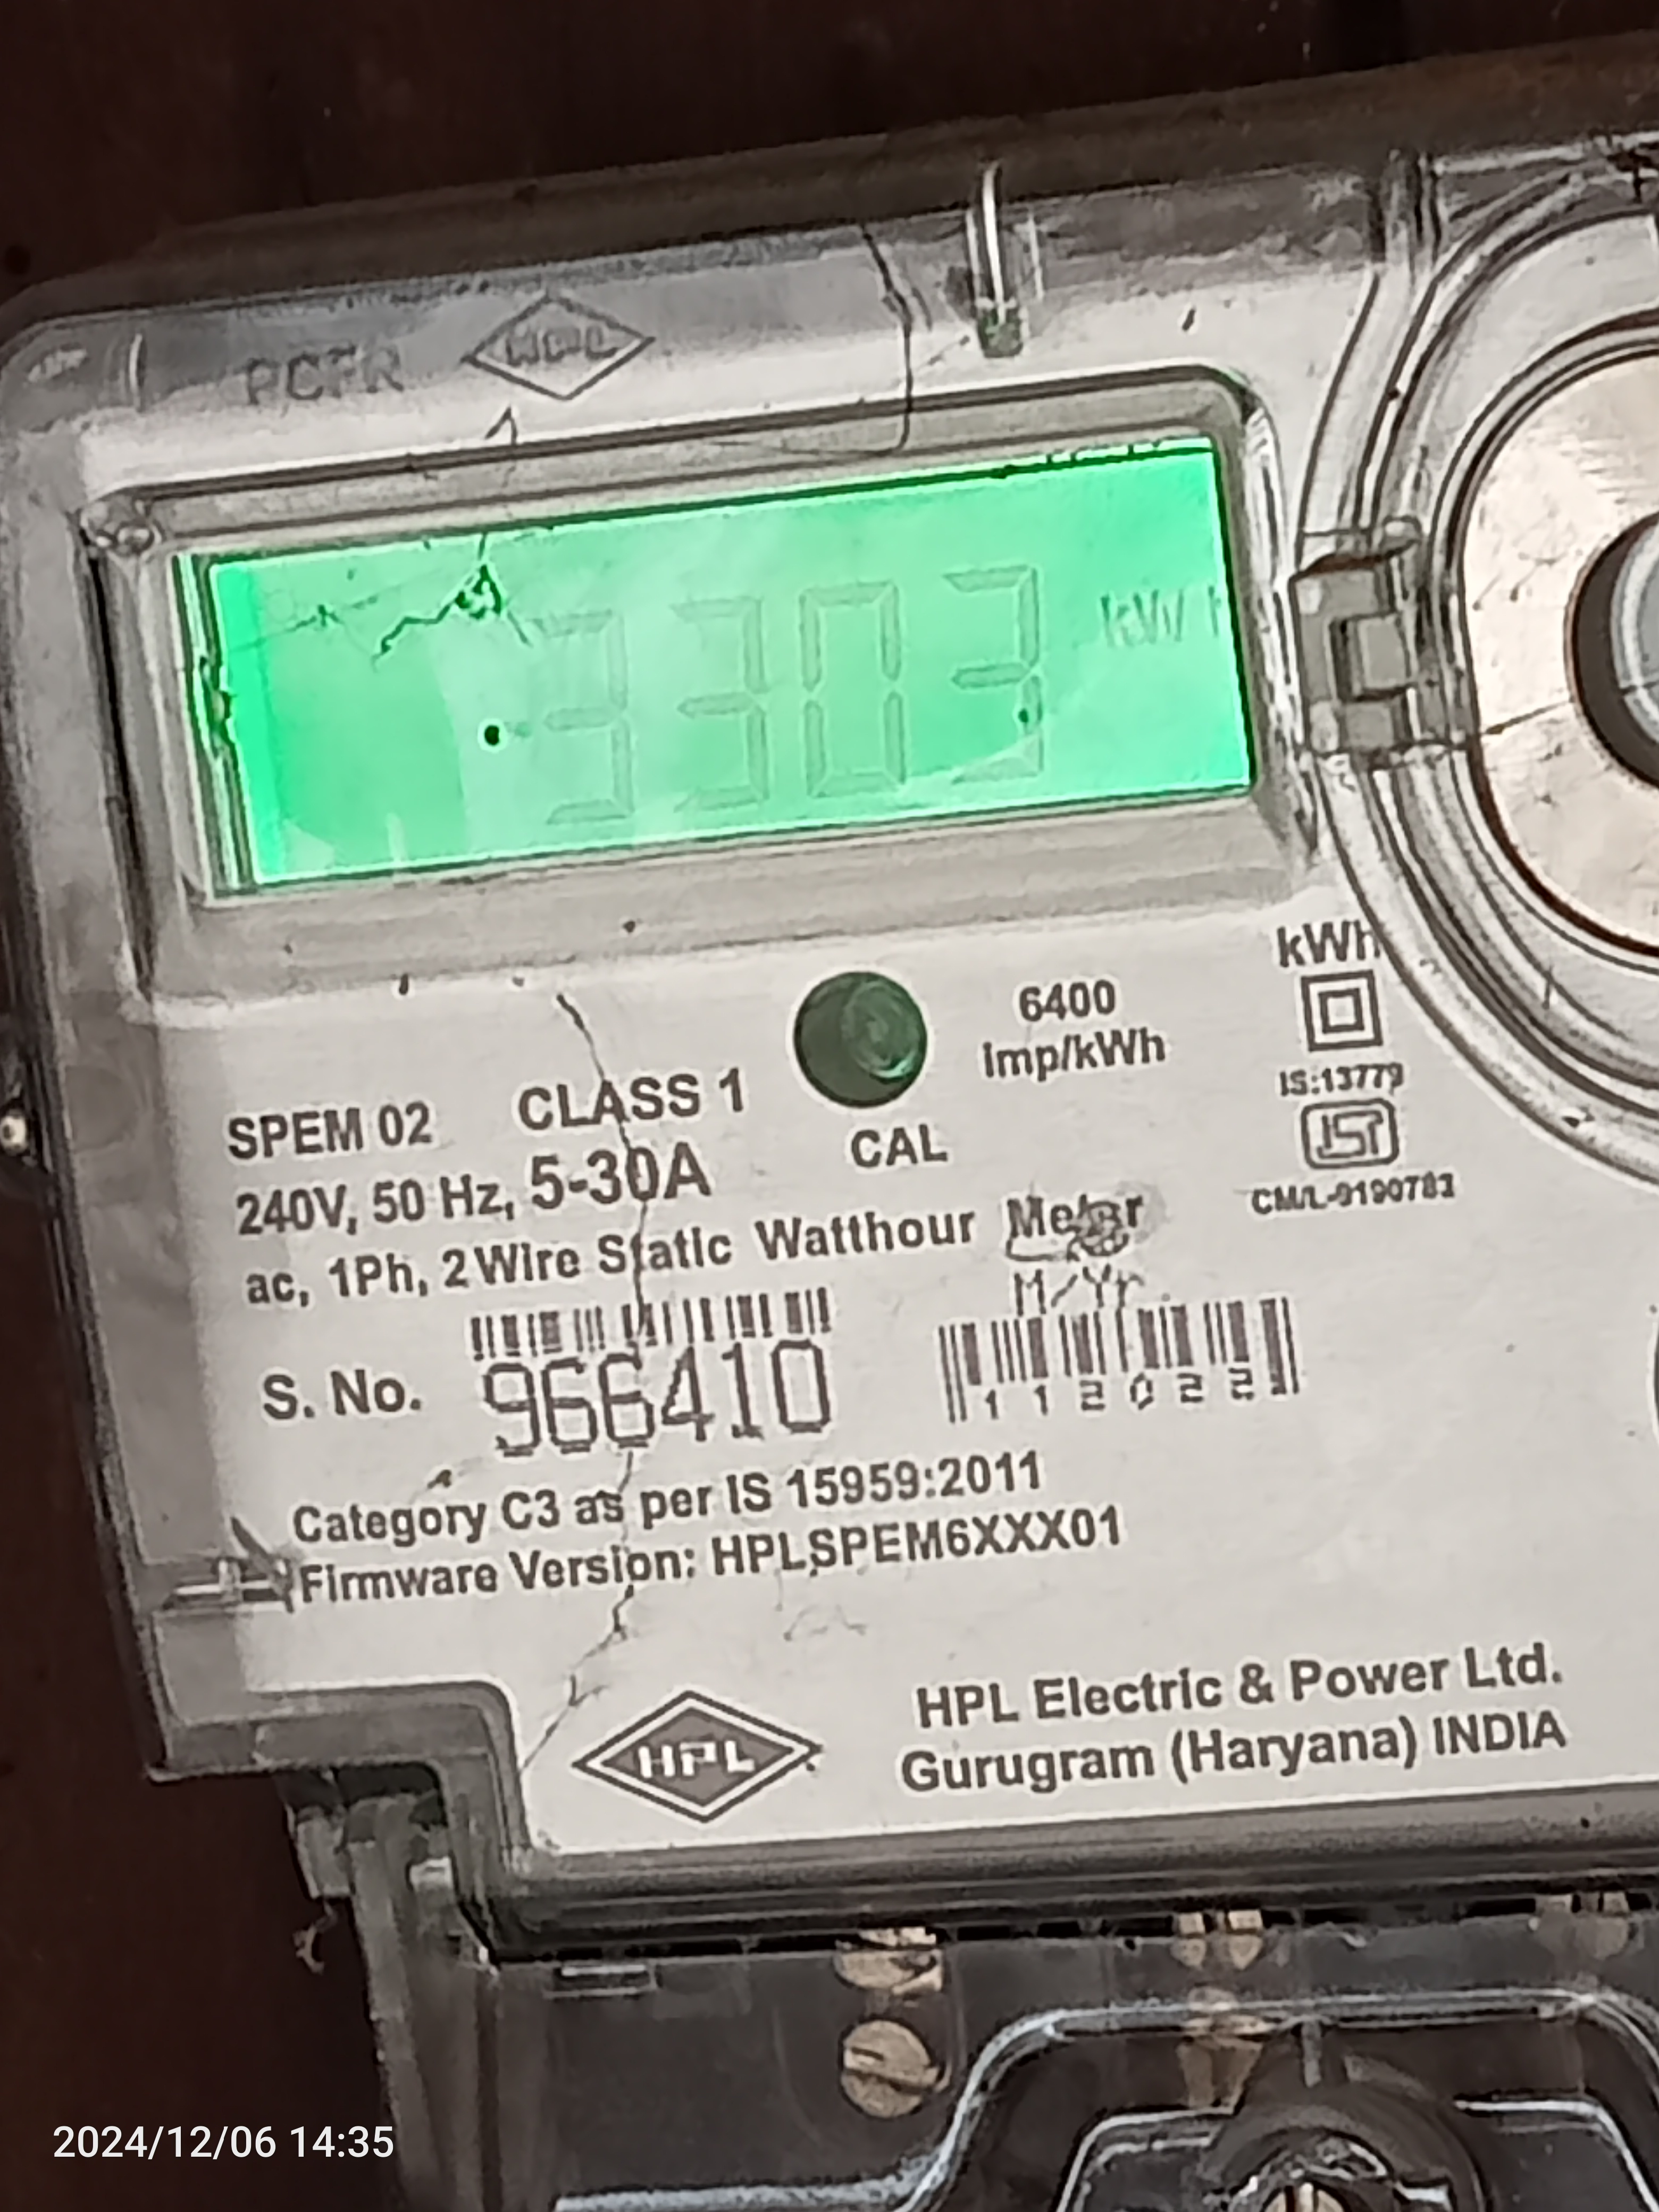 HPL
3303 kWh
kWh
6400
Imp/kWh
IS:13779
ISI
CM/L-9190783
SPEM 02 CLASS 1
CAL
240V, 50 Hz, 5-30A
ac, 1Ph, 2 Wire Static Watthour Meter
M/Yr.
S. No. 966410
112022
Category C3 as per IS 15959:2011
Firmware Version: HPLSPEM6XXX01
HPL
HPL Electric & Power Ltd.
Gurugram (Haryana) INDIA
2024/12/06 14:35